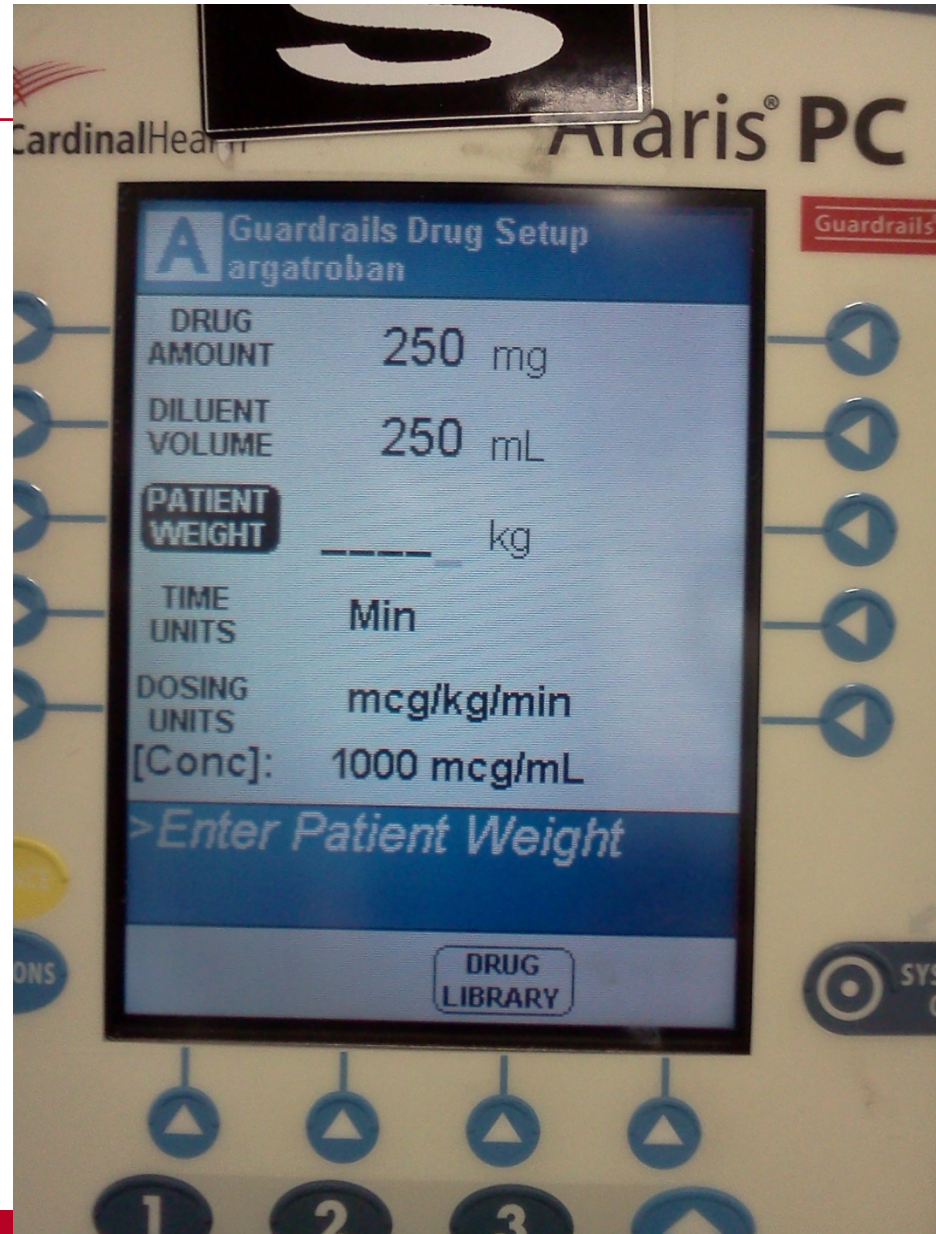 S
CardinalHealth
Alaris® PC
Guardrails
A Guardrails Drug Setup
argatroban
DRUG
AMOUNT 250 mg
DILUENT
VOLUME 250 mL
PATIENT
WEIGHT ____ kg
TIME
UNITS Min
DOSING
UNITS mcg/kg/min
[Conc]: 1000 mcg/mL
>Enter Patient Weight
DRUG
LIBRARY
ONS
SYS
1 2 3